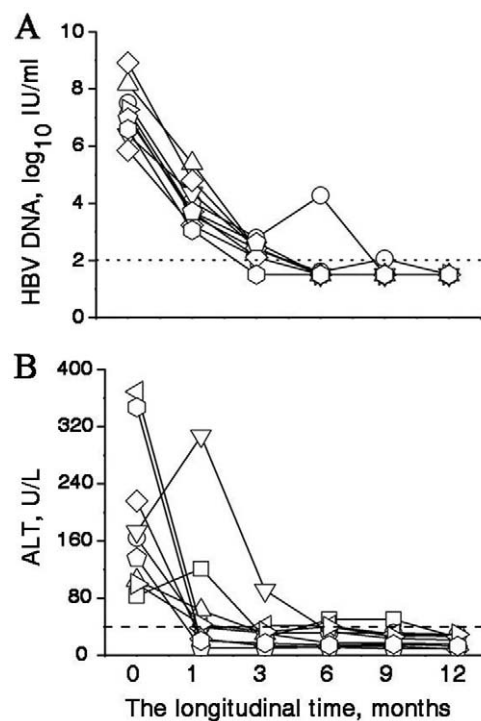 A
HBV DNA, log10 IU/ml
10
8
6
4
2
0
B
ALT, U/L
400
320
240
160
80
0
0 1 3 6 9 12
The longitudinal time, months